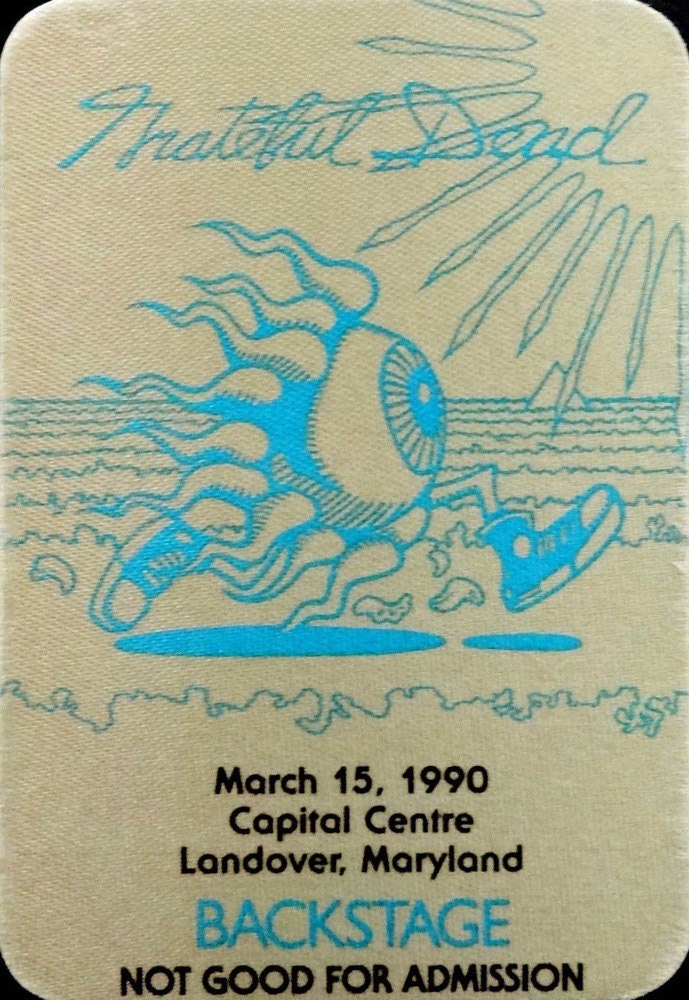 Grateful Dead
March 15, 1990
Capital Centre
Landover, Maryland
BACKSTAGE
NOT GOOD FOR ADMISSION